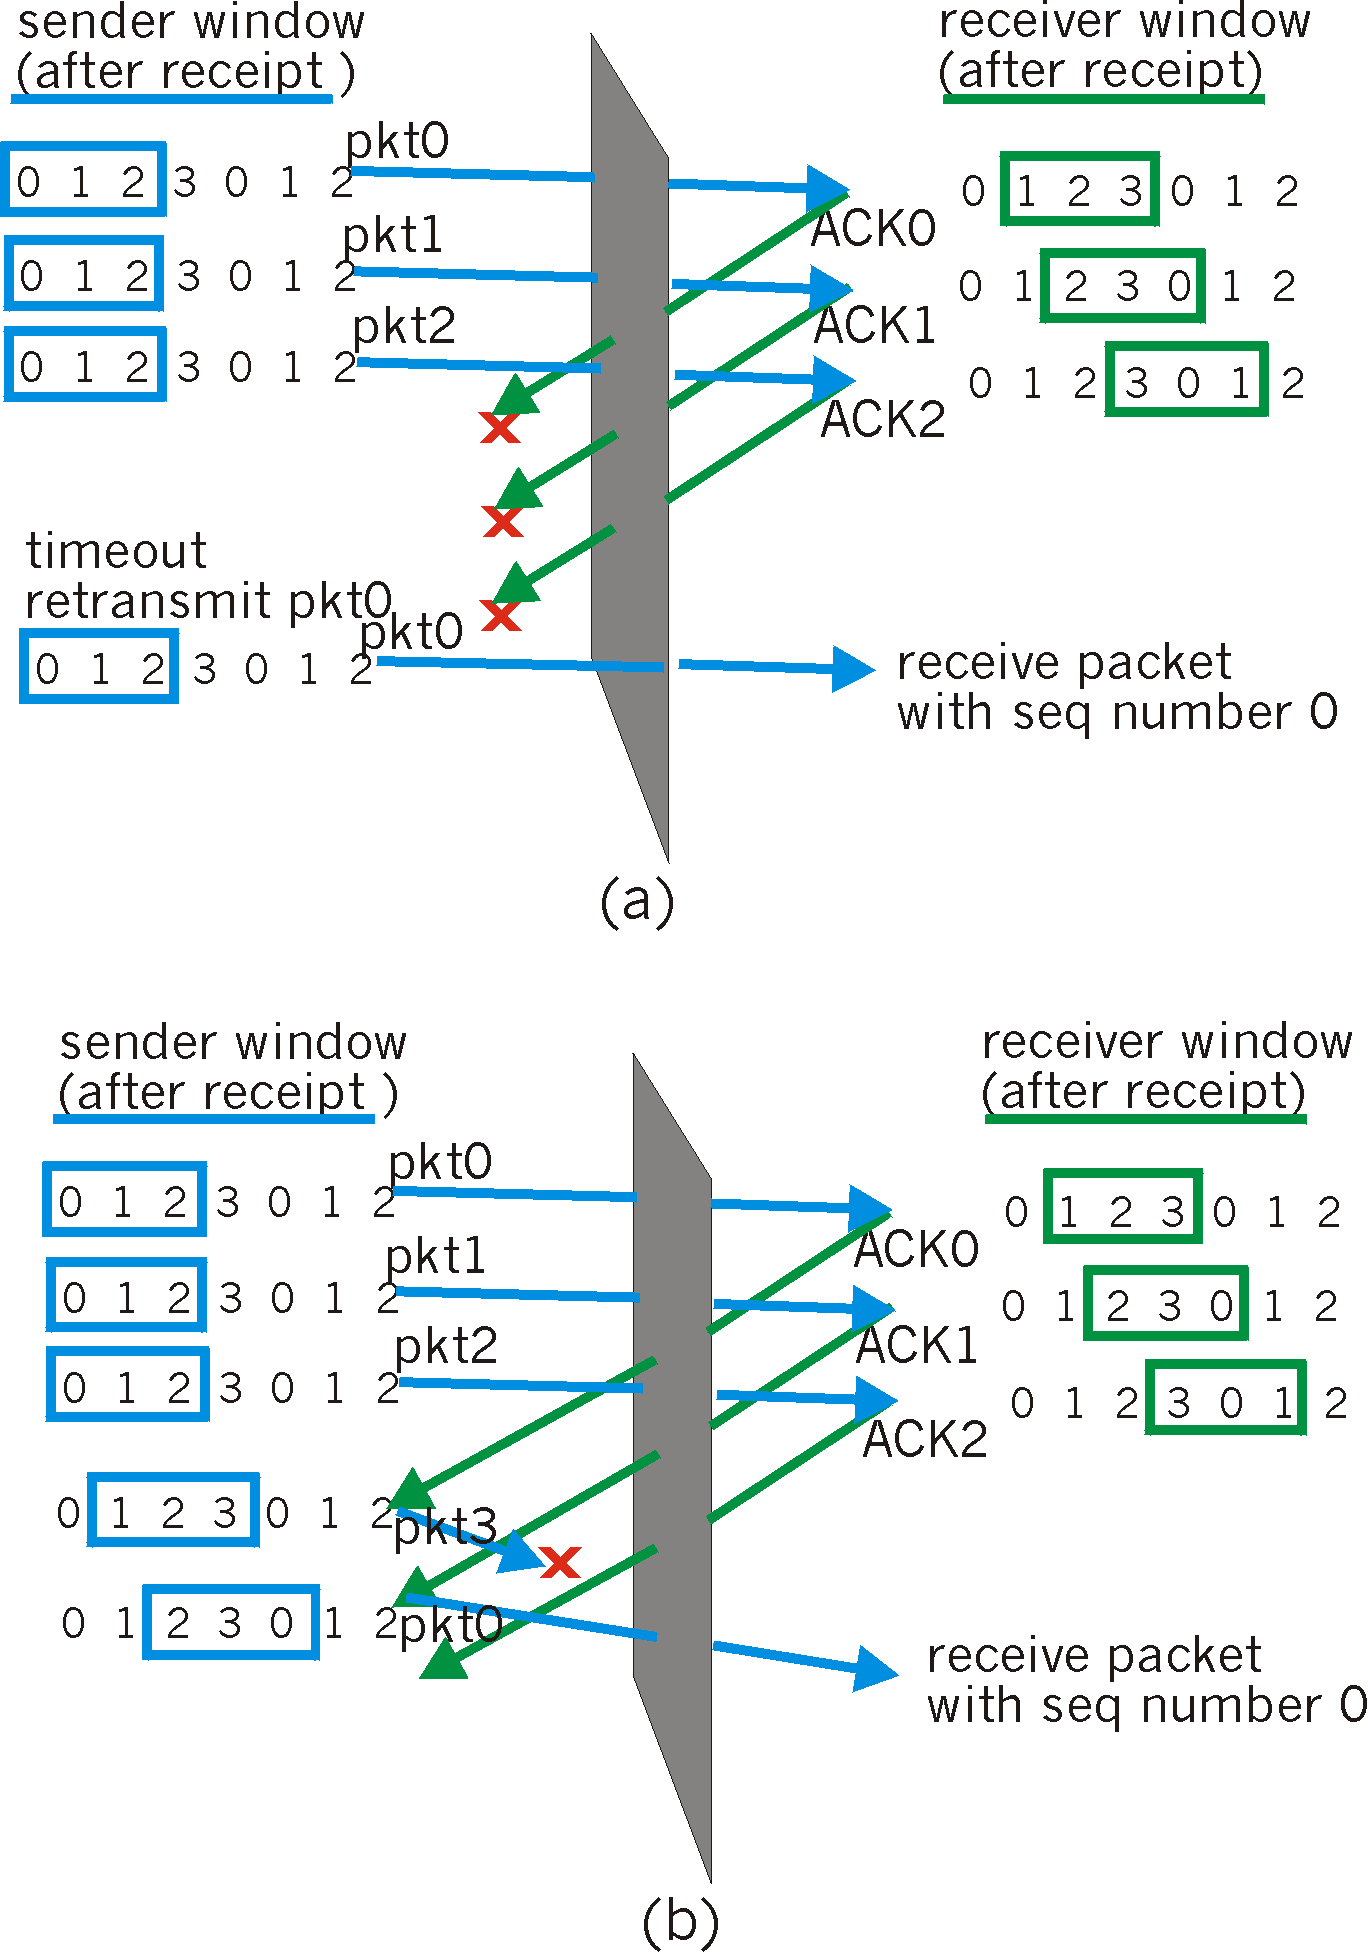 sender window
(after receipt )
receiver window
(after receipt)
pkt0
0 1 2 3 0 1 2
ACK0
0 1 2 3 0 1 2
pkt1
0 1 2 3 0 1 2
ACK1
0 1 2 3 0 1 2
pkt2
0 1 2 3 0 1 2
ACK2
0 1 2 3 0 1 2
timeout
retransmit pkt0
pkt0
0 1 2 3 0 1 2
receive packet
with seq number 0
(a)
sender window
(after receipt )
receiver window
(after receipt)
pkt0
0 1 2 3 0 1 2
ACK0
0 1 2 3 0 1 2
pkt1
0 1 2 3 0 1 2
ACK1
0 1 2 3 0 1 2
pkt2
0 1 2 3 0 1 2
ACK2
0 1 2 3 0 1 2
0 1 2 3 0 1 2
pkt3
0 1 2 3 0 1 2
pkt0
receive packet
with seq number 0
(b)